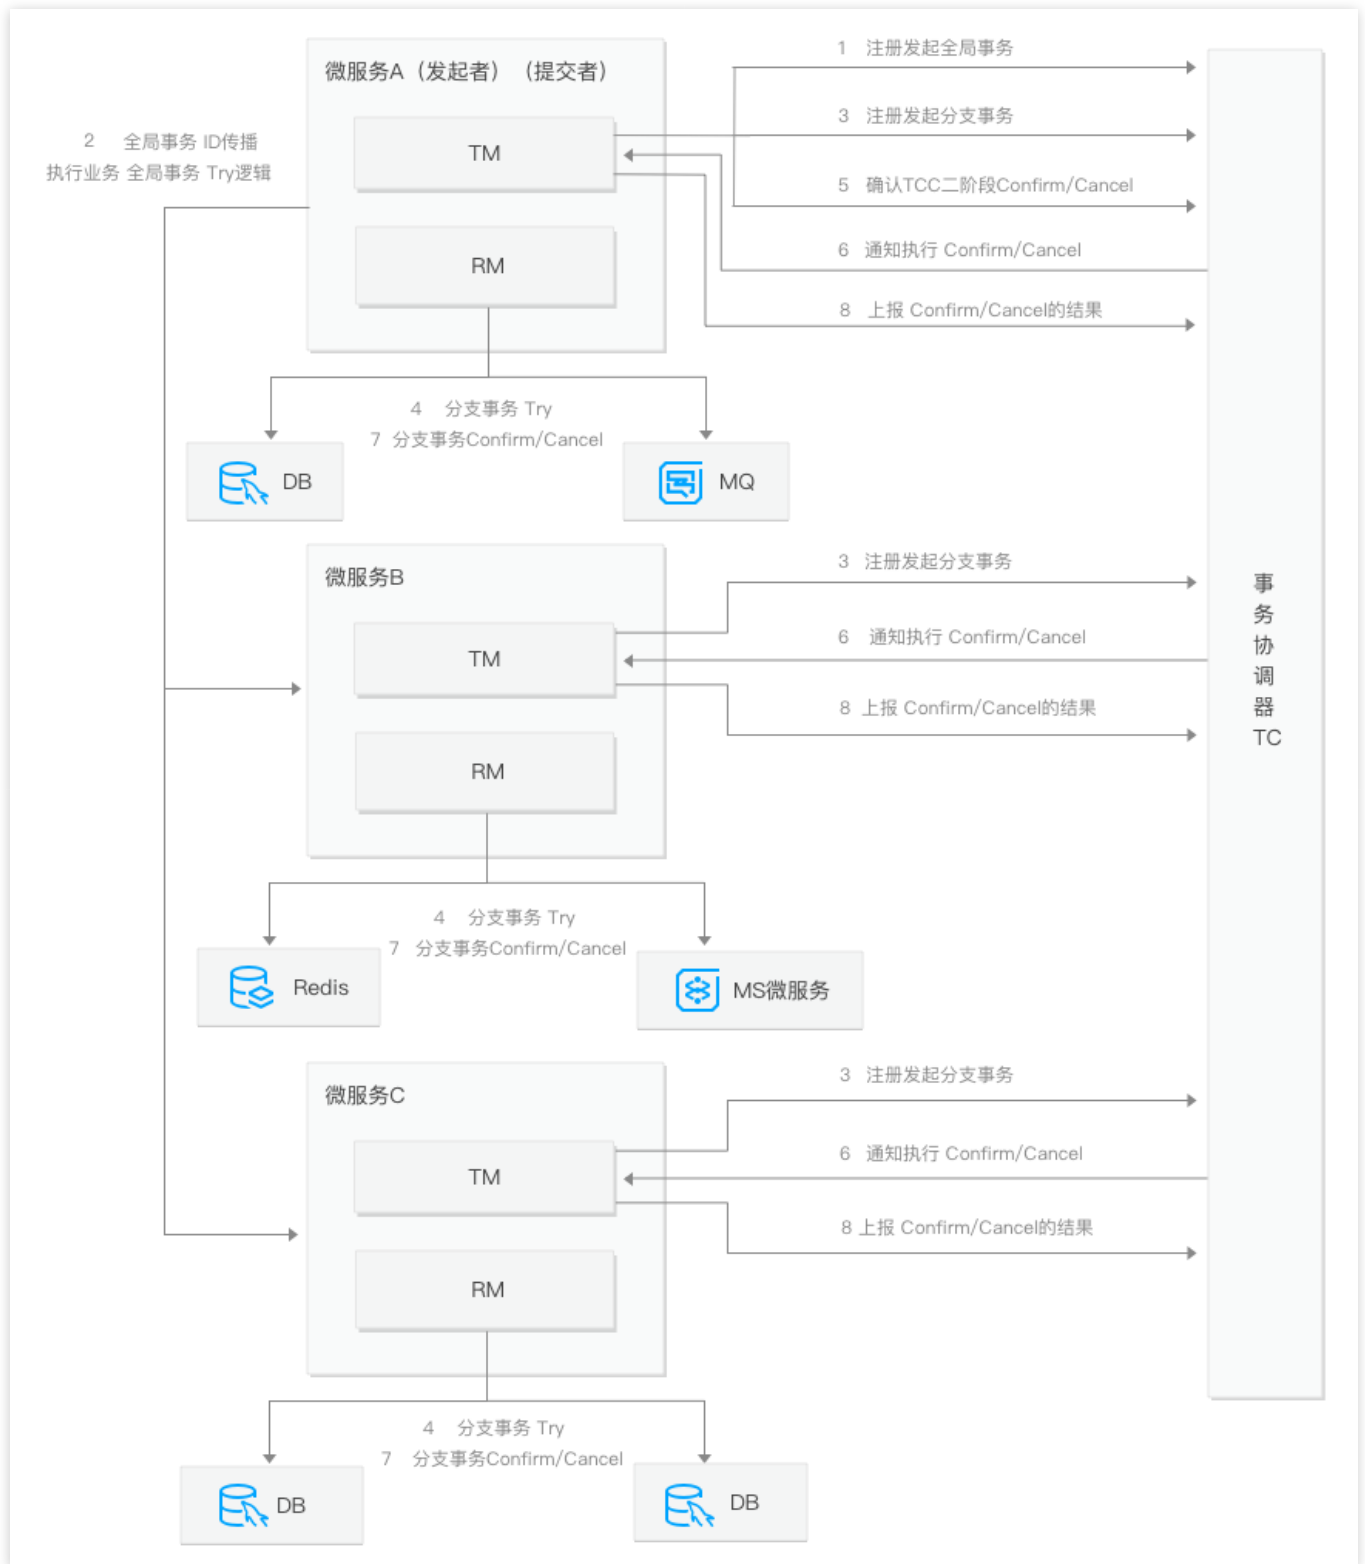 1 注册发起全局事务
微服务A（发起者）（提交者）
3 注册发起分支事务
2 全局事务 ID传播
TM
执行业务 全局事务 Try逻辑
5 确认TCC二阶段Confirm/Cancel
6 通知执行 Confirm/Cancel
RM
8 上报 Confirm/Cancel的结果
4 分支事务 Try
7 分支事务Confirm/Cancel
DB
MQ
微服务B
3 注册发起分支事务
6 通知执行 Confirm/Cancel
TM
8 上报 Confirm/Cancel的结果
RM
4 分支事务 Try
7 分支事务Confirm/Cancel
Redis
MS微服务
微服务C
3 注册发起分支事务
6 通知执行 Confirm/Cancel
TM
8 上报 Confirm/Cancel的结果
RM
4 分支事务 Try
7 分支事务Confirm/Cancel
DB
DB
事
务
协
调
器
TC